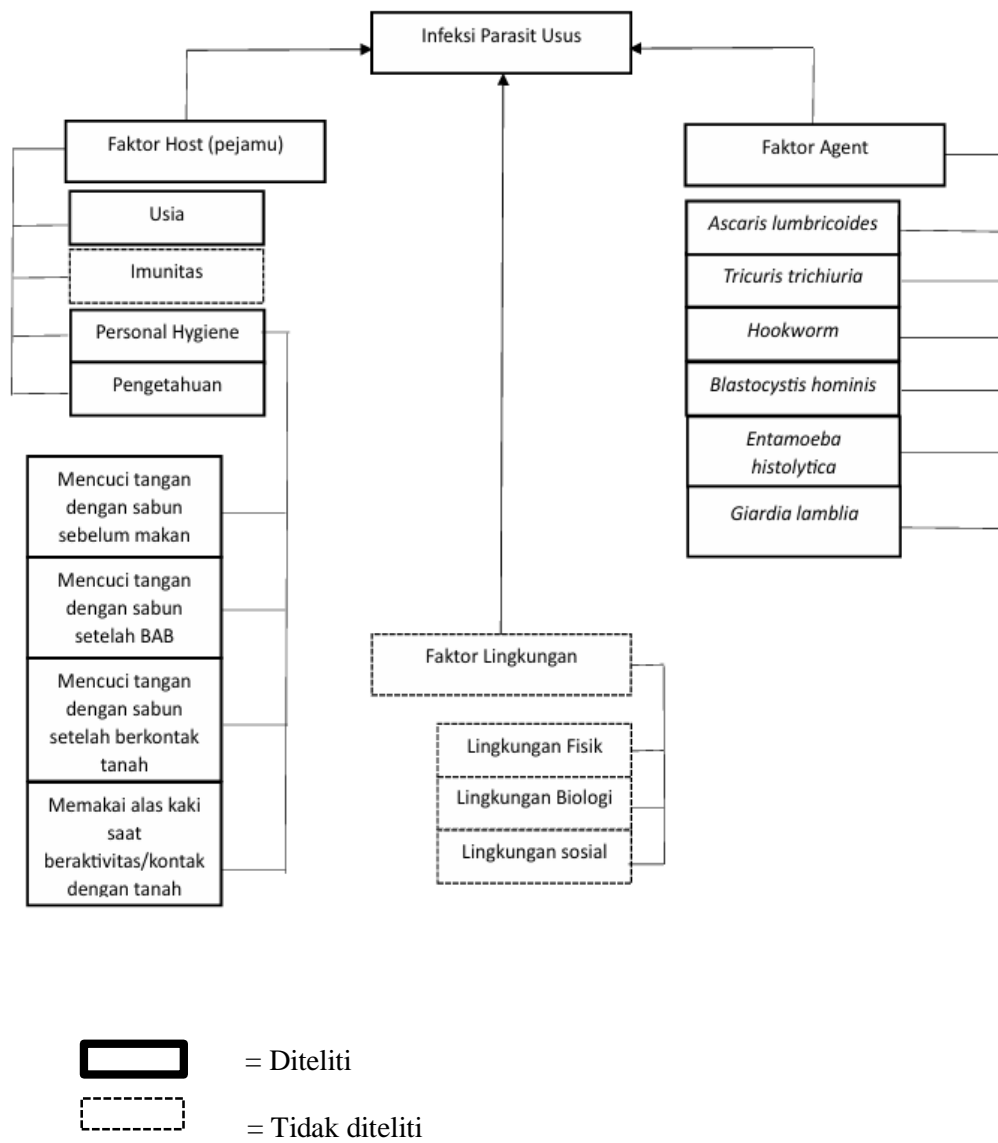 Infeksi Parasit Usus
Faktor Host (pejamu)
Usia
Imunitas
Personal Hygiene
Pengetahuan
Mencuci tangan
dengan sabun
sebelum makan
Mencuci tangan
dengan sabun
setelah BAB
Mencuci tangan
dengan sabun
setelah berkontak
tanah
Memakai alas kaki
saat
beraktivitas/kontak
dengan tanah
Faktor Lingkungan
Lingkungan Fisik
Lingkungan Biologi
Lingkungan sosial
Faktor Agent
Ascaris lumbricoides
Tricuris trichiuria
Hookworm
Blastocystis hominis
Entamoeba
histolytica
Giardia lamblia
= Diteliti
= Tidak diteliti